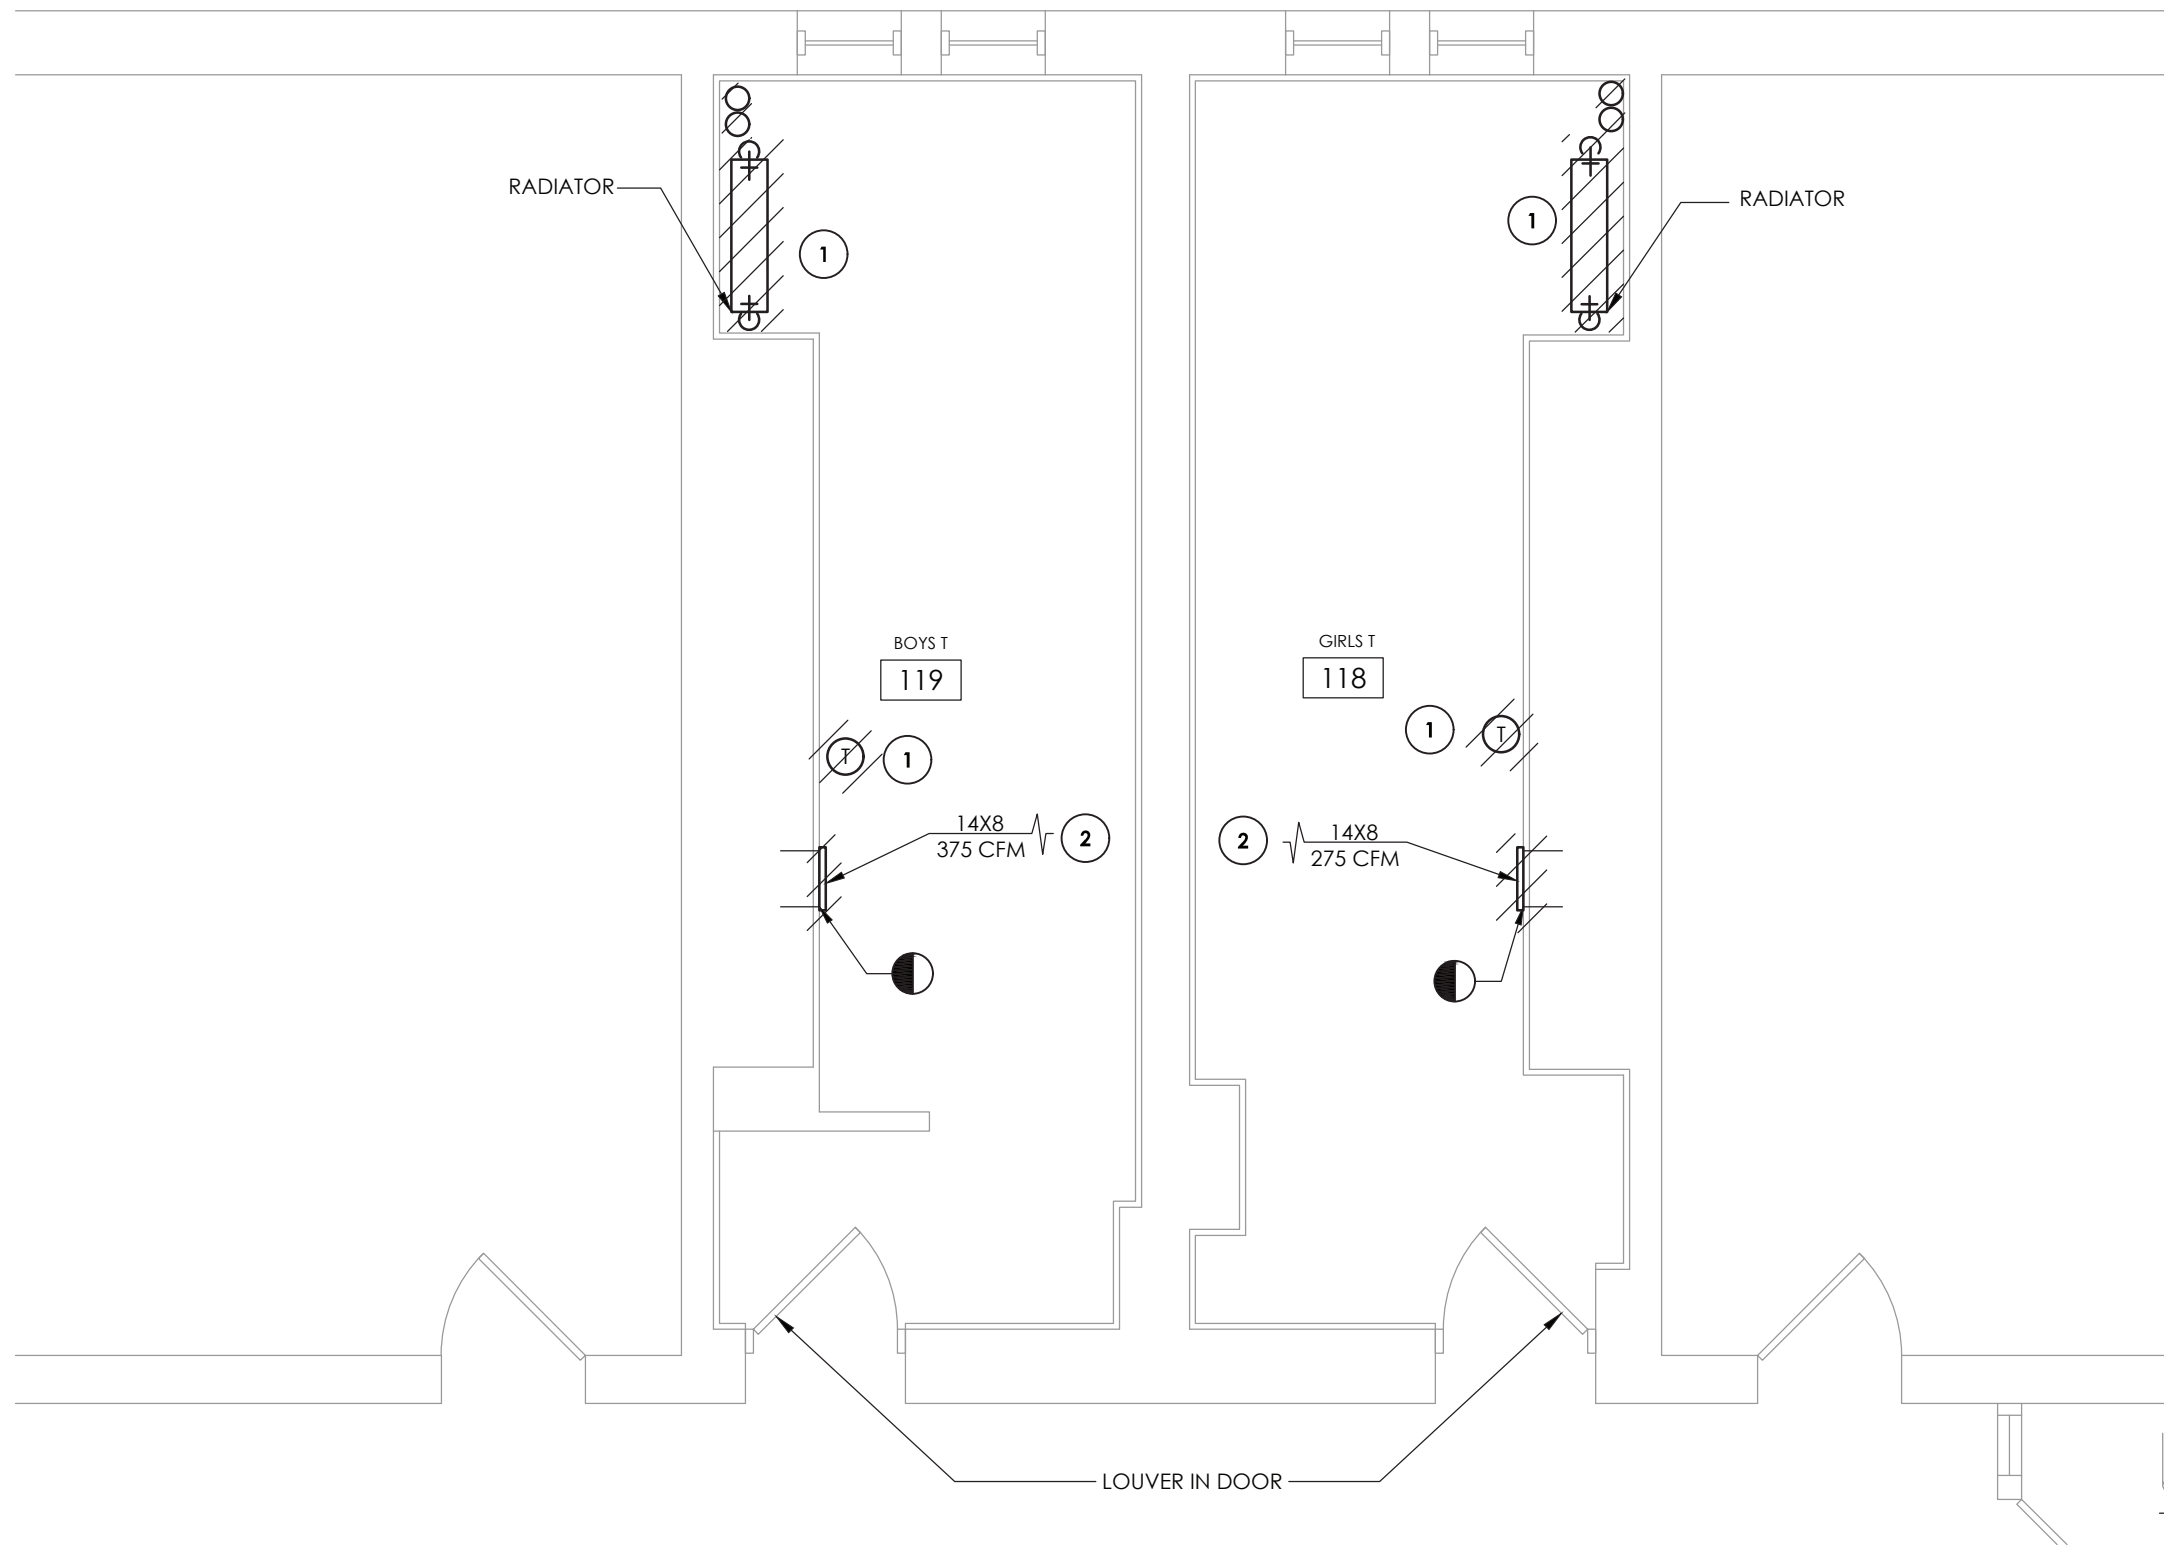 RADIATOR
RADIATOR
1
1
BOYS T
119
GIRLS T
118
T
1
1
T
14X8
375 CFM
2
2
14X8
275 CFM
LOUVER IN DOOR